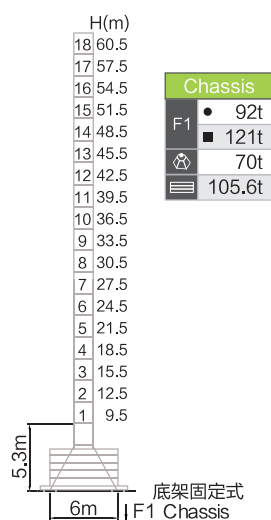 H(m)
18 60.5
17 57.5
16 54.5
15 51.5
14 48.5
13 45.5
12 42.5
11 39.5
10 36.5
9 33.5
8 30.5
7 27.5
6 24.5
5 21.5
4 18.5
3 15.5
2 12.5
1 9.5
5.3m
6m
底架固定式
F1 Chassis
Chassis
F1 ● 92t
■ 121t
70t
105.6t